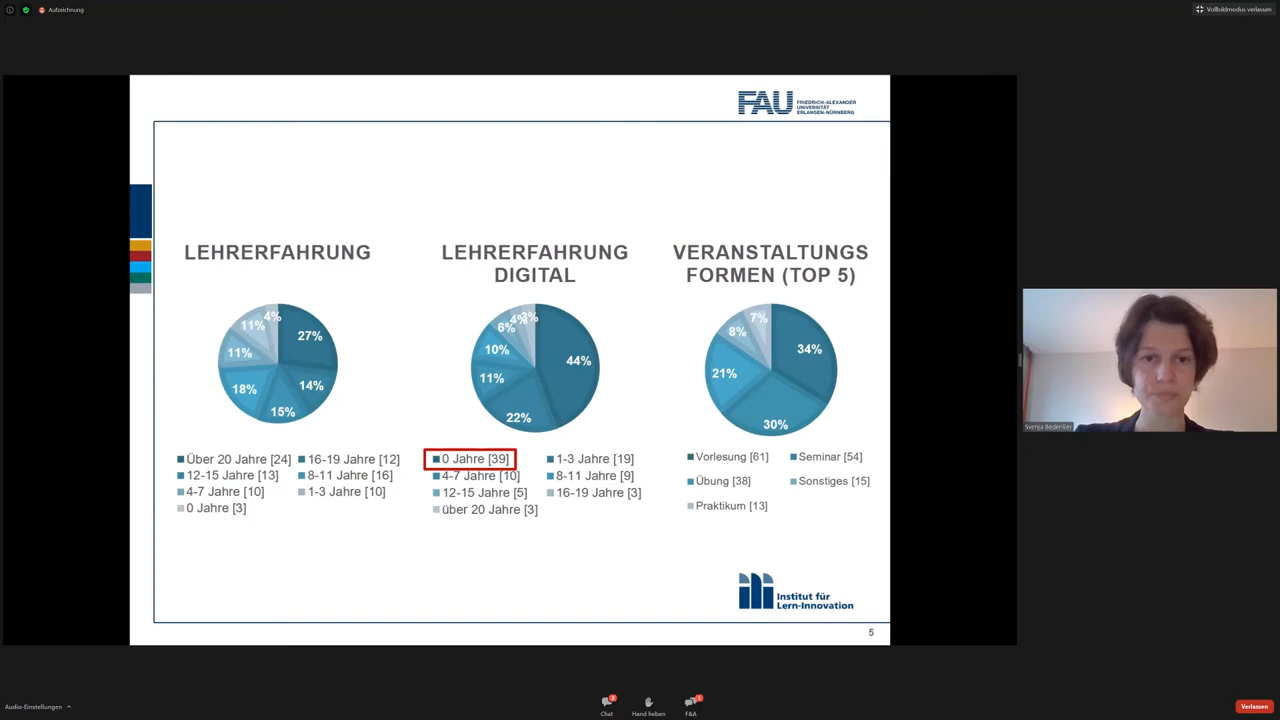 Aufzeichnung
Vollbildmodus verlassen
FAU FRIEDRICH-ALEXANDER
UNIVERSITÄT
ERLANGEN-NÜRNBERG
LEHRERFAHRUNG
4%
11%
27%
11%
18%
14%
15%
Über 20 Jahre [24] 16-19 Jahre [12]
12-15 Jahre [13] 8-11 Jahre [16]
4-7 Jahre [10] 1-3 Jahre [10]
0 Jahre [3]
LEHRERFAHRUNG
DIGITAL
4% 3%
6%
10%
44%
11%
22%
0 Jahre [39] 1-3 Jahre [19]
4-7 Jahre [10] 8-11 Jahre [9]
12-15 Jahre [5] 16-19 Jahre [3]
über 20 Jahre [3]
VERANSTALTUNGS
FORMEN (TOP 5)
7%
8%
34%
21%
30%
Vorlesung [61] Seminar [54]
Übung [38] Sonstiges [15]
Praktikum [13]
Institut für
Lern-Innovation
5
Svenja Bedenlier
Audio-Einstellungen
3
Chat
Hand heben
1
F&A
Verlassen